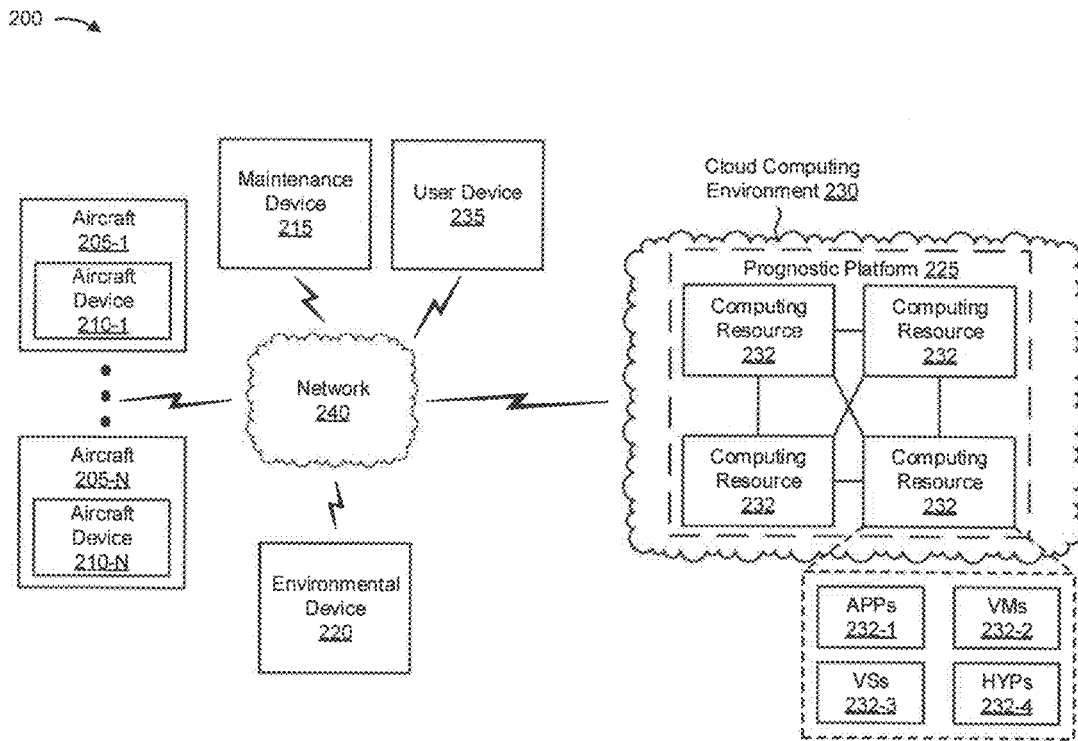 200
Maintenance
Device
215
User Device
235
Cloud Computing
Environment 230
Aircraft
205-1
Aircraft
Device
210-1
Prognostic Platform 225
Computing
Resource
232
Computing
Resource
232
Network
240
Aircraft
205-N
Aircraft
Device
210-N
Computing
Resource
232
Computing
Resource
232
Environmental
Device
220
APPs
232-1
VMs
232-2
VSs
232-3
HYPs
232-4